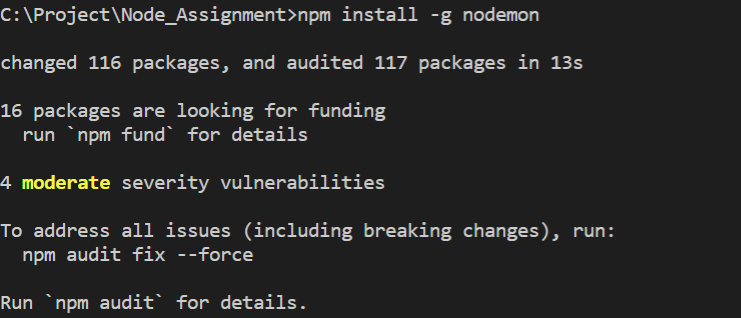 C:\Project\Node_Assignment>npm install -g nodemon
changed 116 packages, and audited 117 packages in 13s
16 packages are looking for funding
  run `npm fund` for details
4 moderate severity vulnerabilities
To address all issues (including breaking changes), run:
  npm audit fix --force
Run `npm audit` for details.